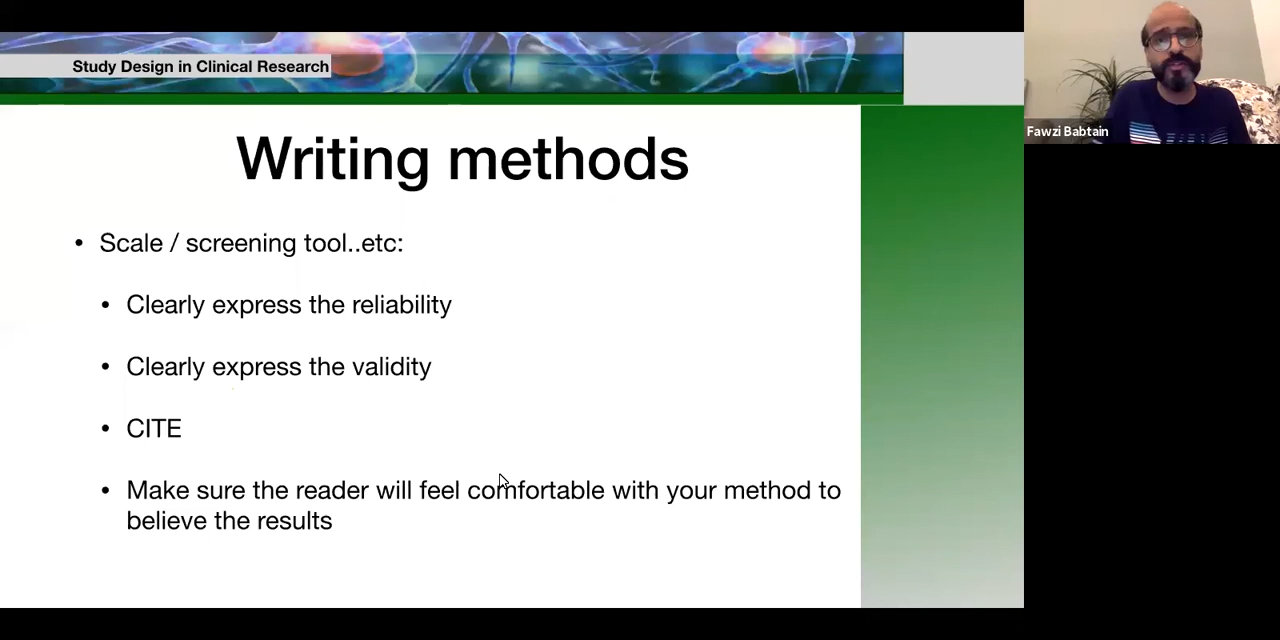 Study Design in Clinical Research
Fawzi Babtain
Writing methods
• Scale / screening tool..etc:
• Clearly express the reliability
• Clearly express the validity
• CITE
• Make sure the reader will feel comfortable with your method to
believe the results